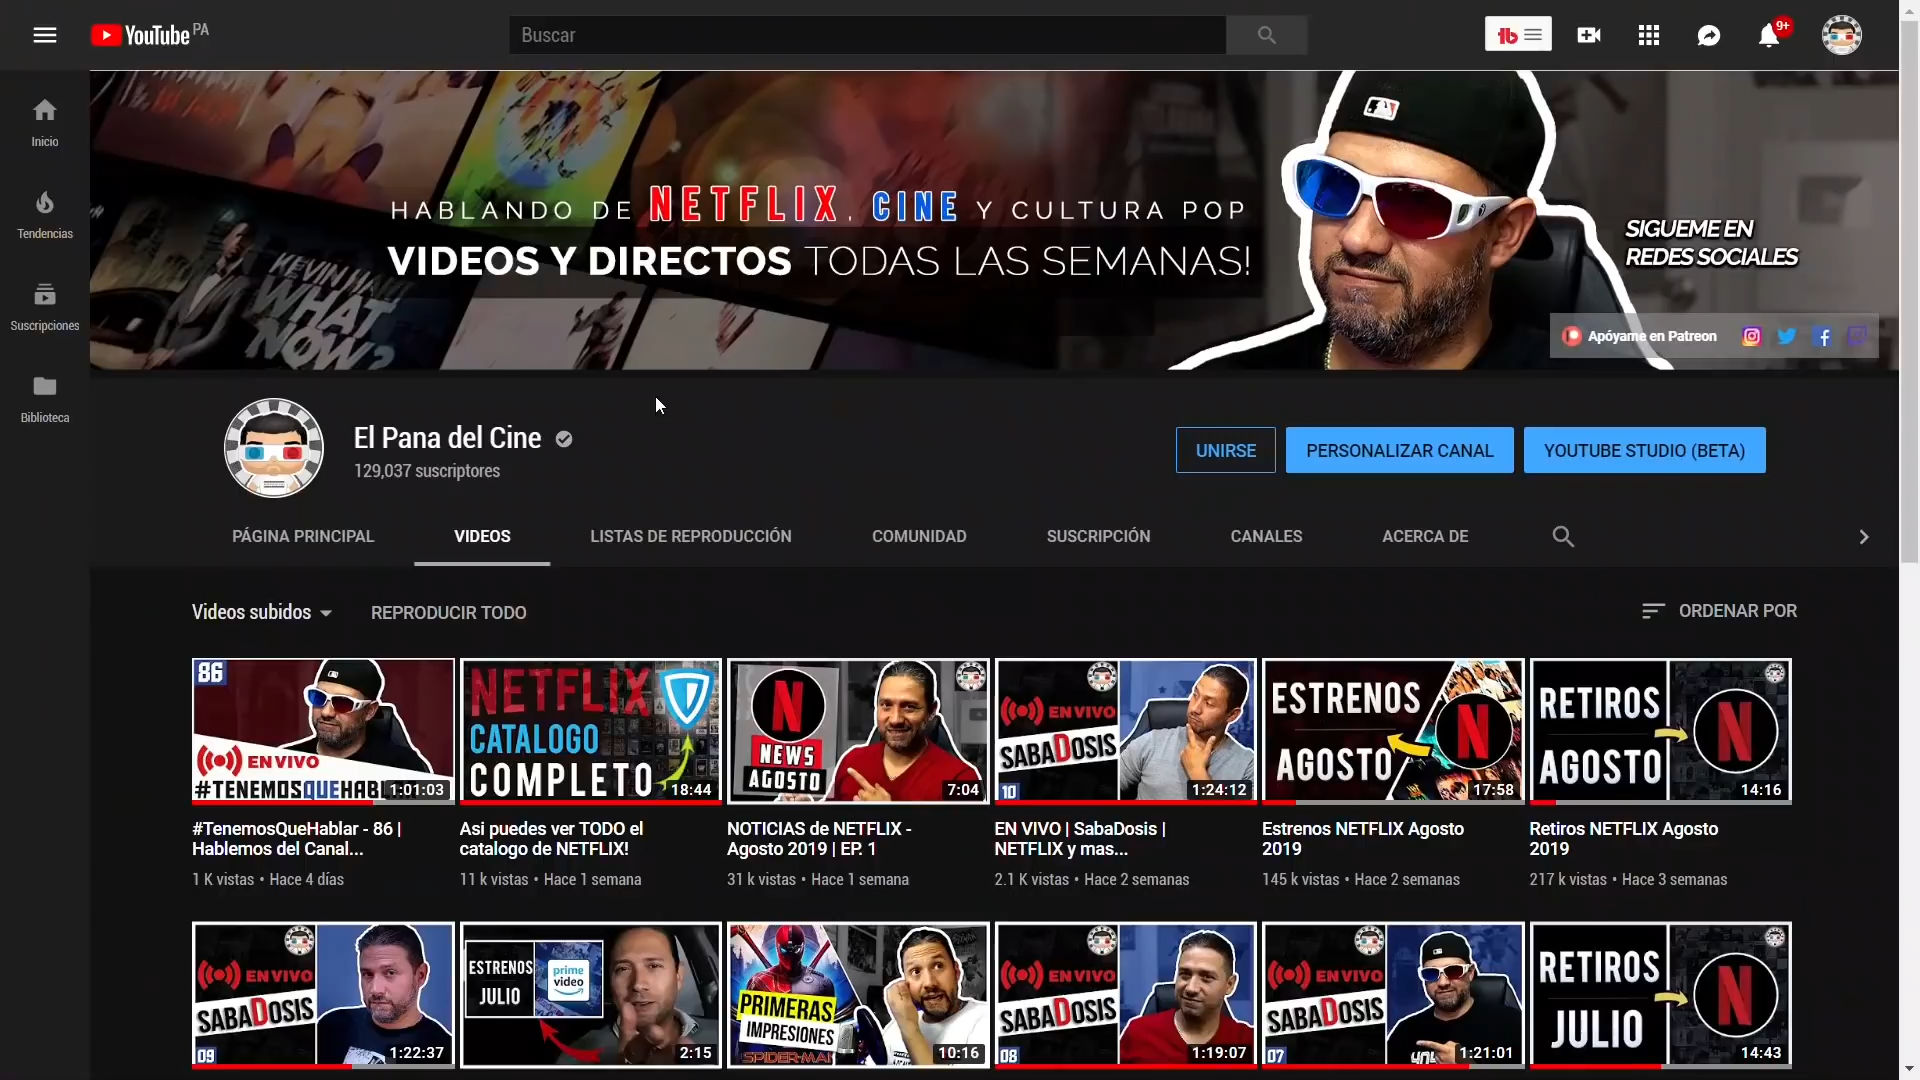 YouTube PA
Buscar
9+
Inicio
Tendencias
Suscripciones
Biblioteca
HABLANDO DE NETFLIX, CINE Y CULTURA POP
VIDEOS Y DIRECTOS TODAS LAS SEMANAS!
KEVIN HART
WHAT
NOW?
SIGUEME EN
REDES SOCIALES
Apóyame en Patreon
El Pana del Cine
129,037 suscriptores
UNIRSE
PERSONALIZAR CANAL
YOUTUBE STUDIO (BETA)
PÁGINA PRINCIPAL
VIDEOS
LISTAS DE REPRODUCCIÓN
COMUNIDAD
SUSCRIPCIÓN
CANALES
ACERCA DE
Videos subidos
REPRODUCIR TODO
ORDENAR POR
86
EN VIVO
#TENEMOSQUEHABL
1:01:03
#TenemosQueHablar - 86 |
Hablemos del Canal...
1 K vistas • Hace 4 días
NETFLIX
CATALOGO
COMPLETO
18:44
Asi puedes ver TODO el
catalogo de NETFLIX!
11 k vistas • Hace 1 semana
N
NEWS
AGOSTO
7:04
NOTICIAS de NETFLIX -
Agosto 2019 | EP. 1
31 k vistas • Hace 1 semana
EN VIVO
SABADOSIS
10
1:24:12
EN VIVO | SabaDosis |
NETFLIX y mas...
2.1 K vistas • Hace 2 semanas
ESTRENOS
AGOSTO
N
17:58
Estrenos NETFLIX Agosto
2019
145 k vistas • Hace 2 semanas
RETIROS
AGOSTO
N
14:16
Retiros NETFLIX Agosto
2019
217 k vistas • Hace 3 semanas
EN VIVO
SABADOSIS
09
1:22:37
ESTRENOS
JULIO
prime
video
2:15
PRIMERAS
IMPRESIONES
SPIDER-MAN
10:16
EN VIVO
SABADOSIS
08
1:19:07
EN VIVO
SABADOSIS
07
1:21:01
RETIROS
JULIO
N
14:43